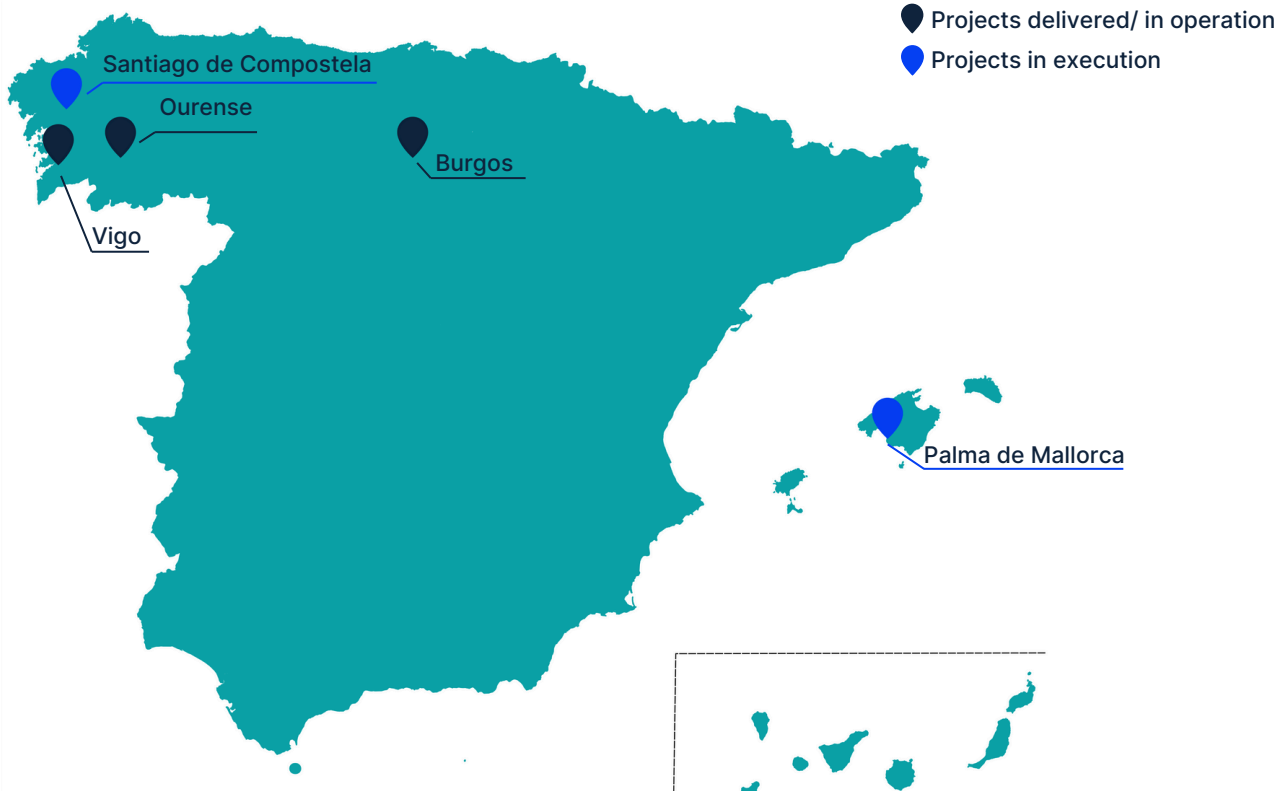 Projects delivered/ in operation
Projects in execution
Santiago de Compostela
Ourense
Burgos
Vigo
Palma de Mallorca